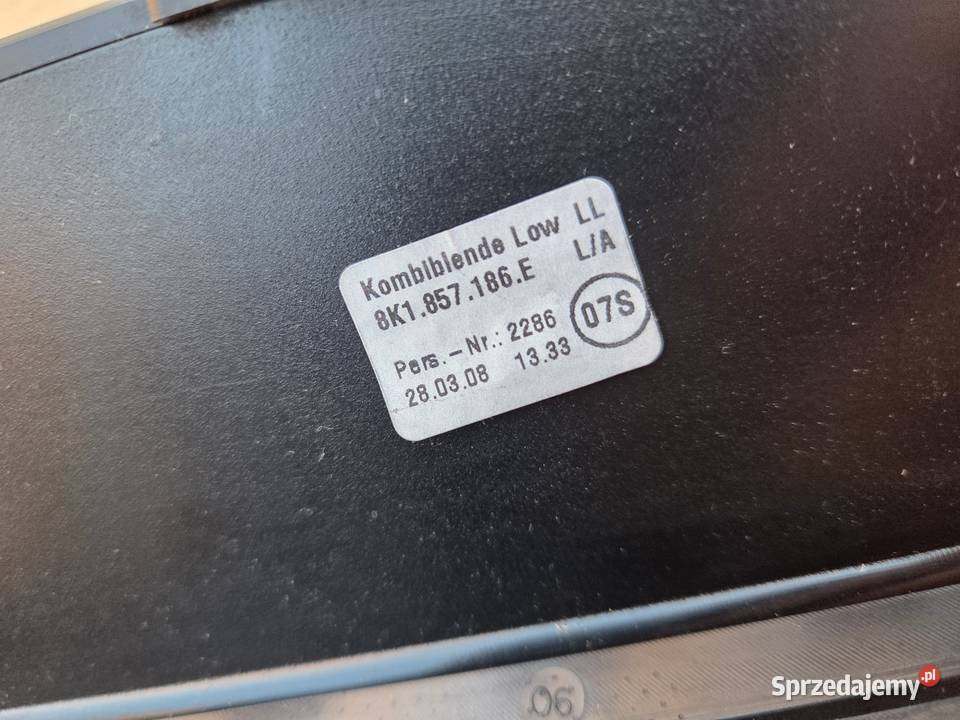 Kombiblende Low LL
8K1.857.186.E L/A
Pers.-Nr.: 2286 07S
28.03.08 13.33
06
Sprzedajemy.pl